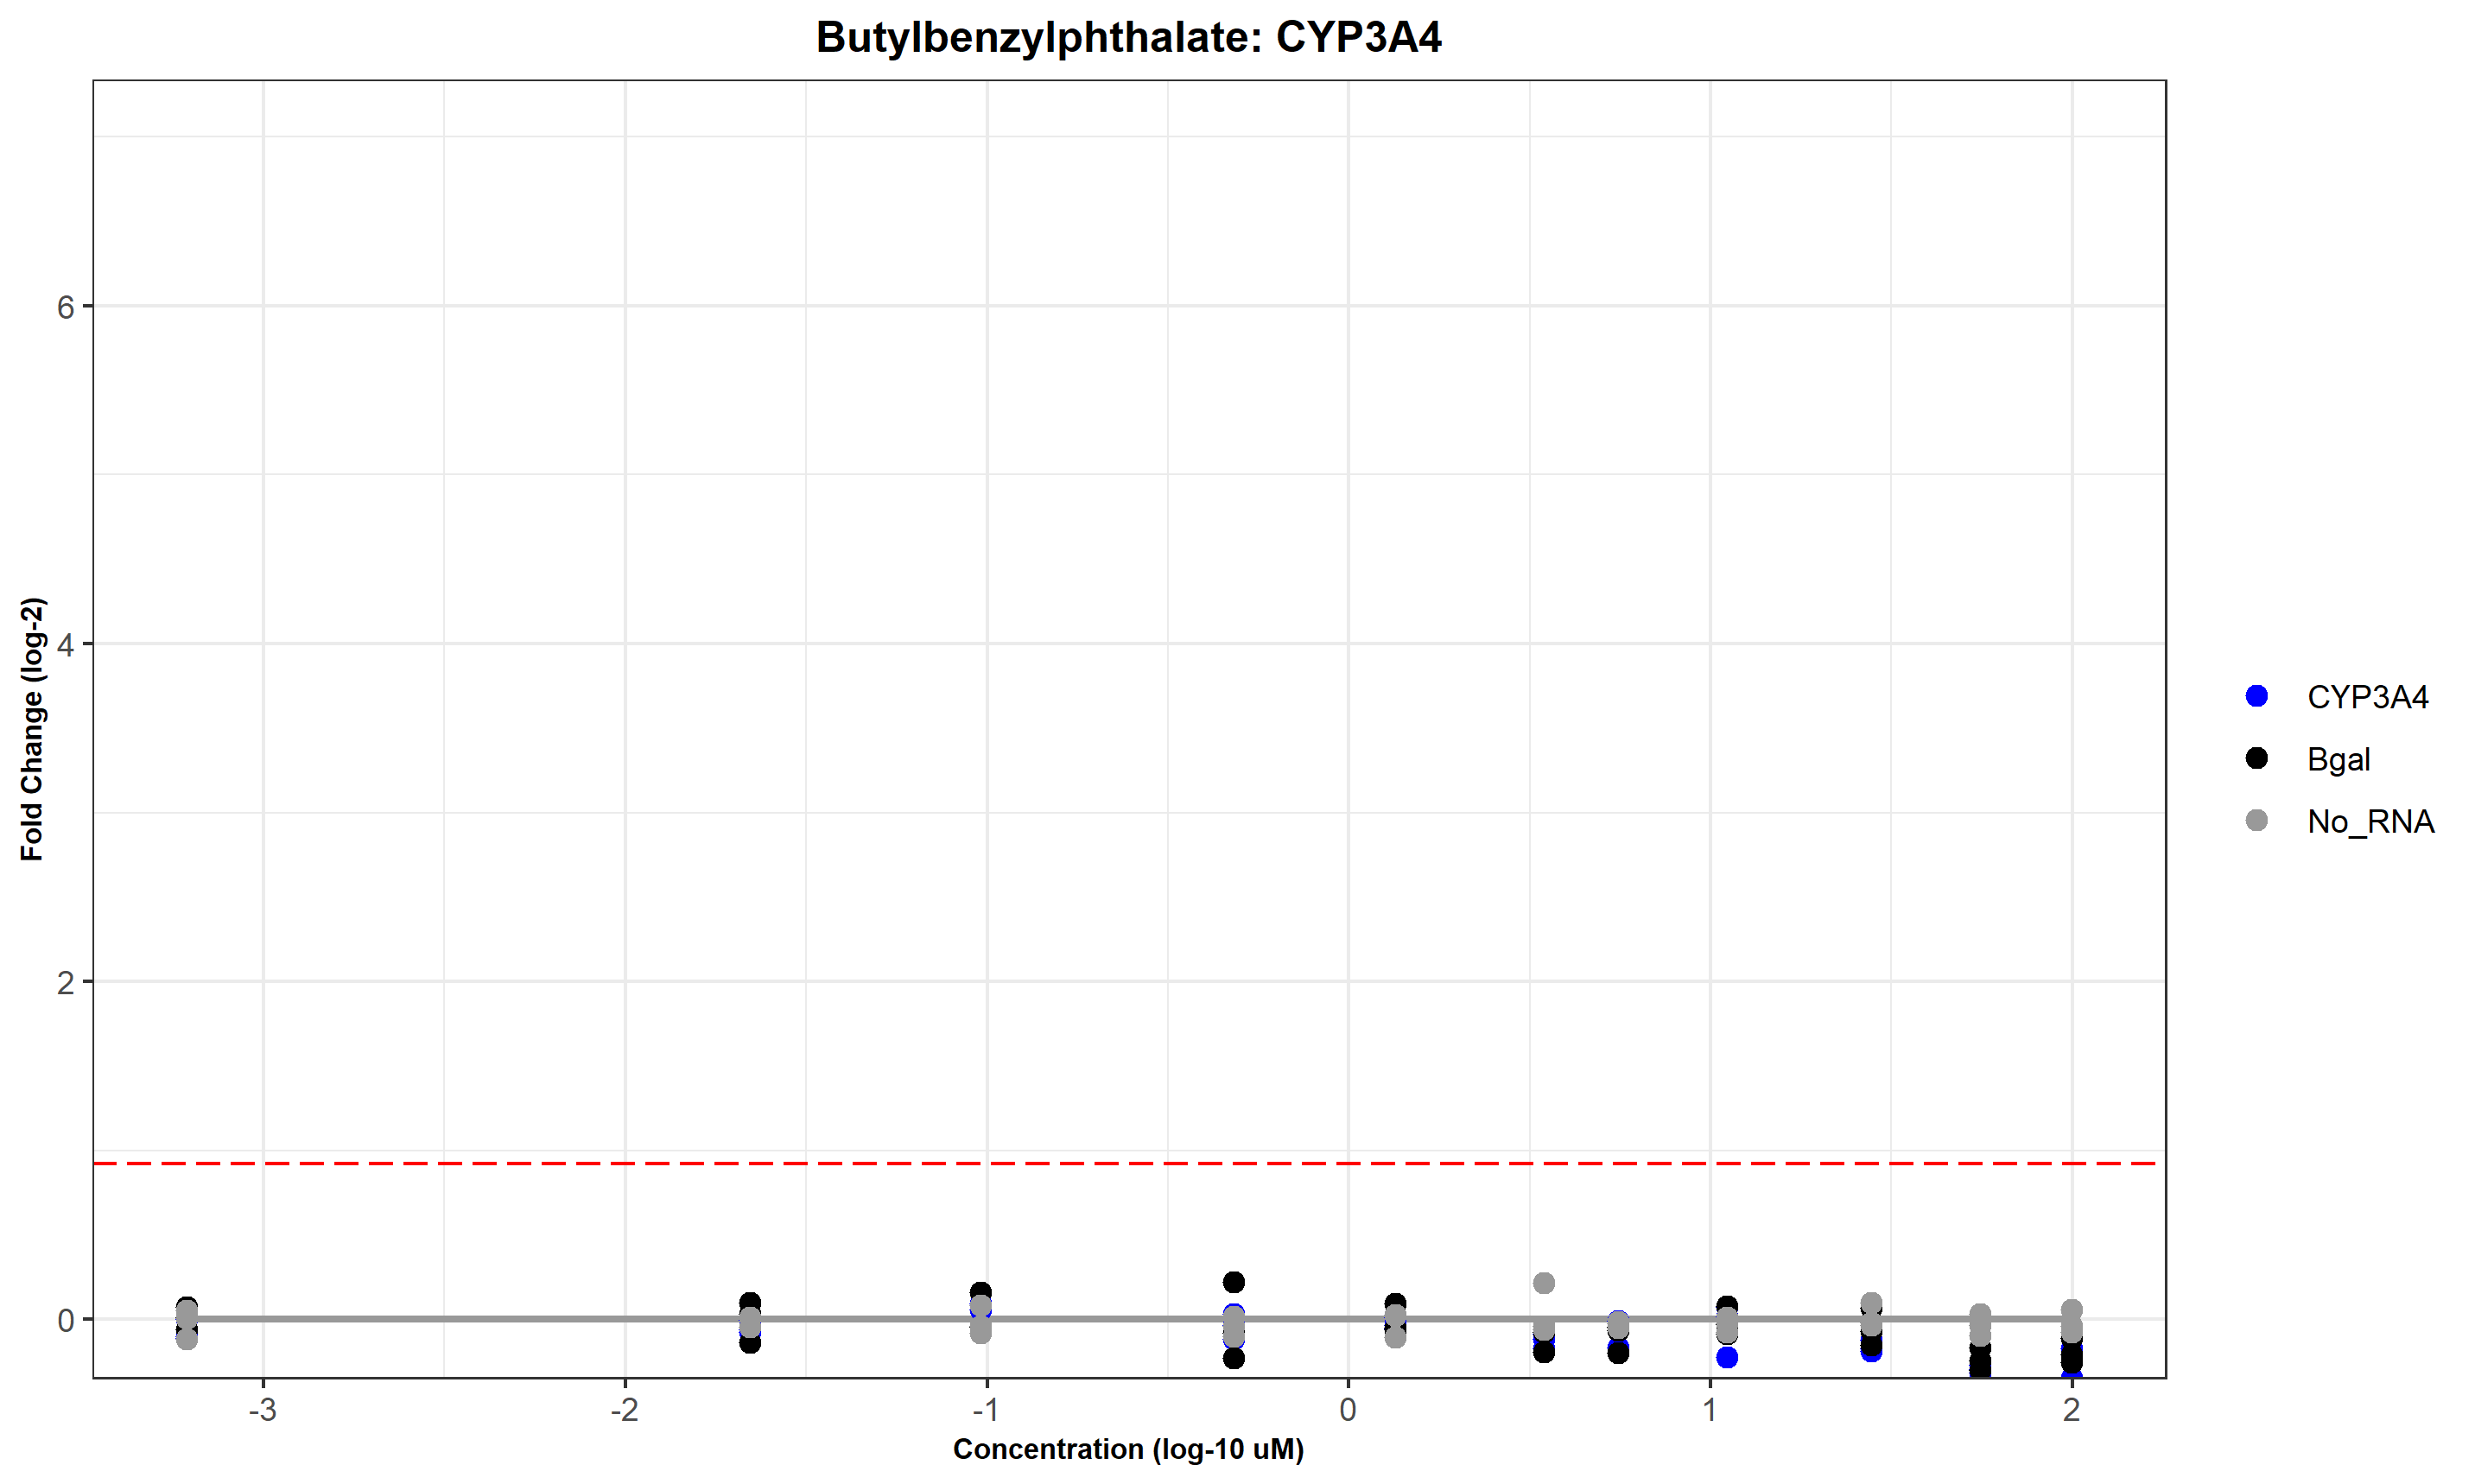 Butylbenzylphthalate: CYP3A4
Fold Change (log-2)
6
4
2
0
-3
-2
-1
0
1
2
Concentration (log-10 uM)
CYP3A4
Bgal
No_RNA